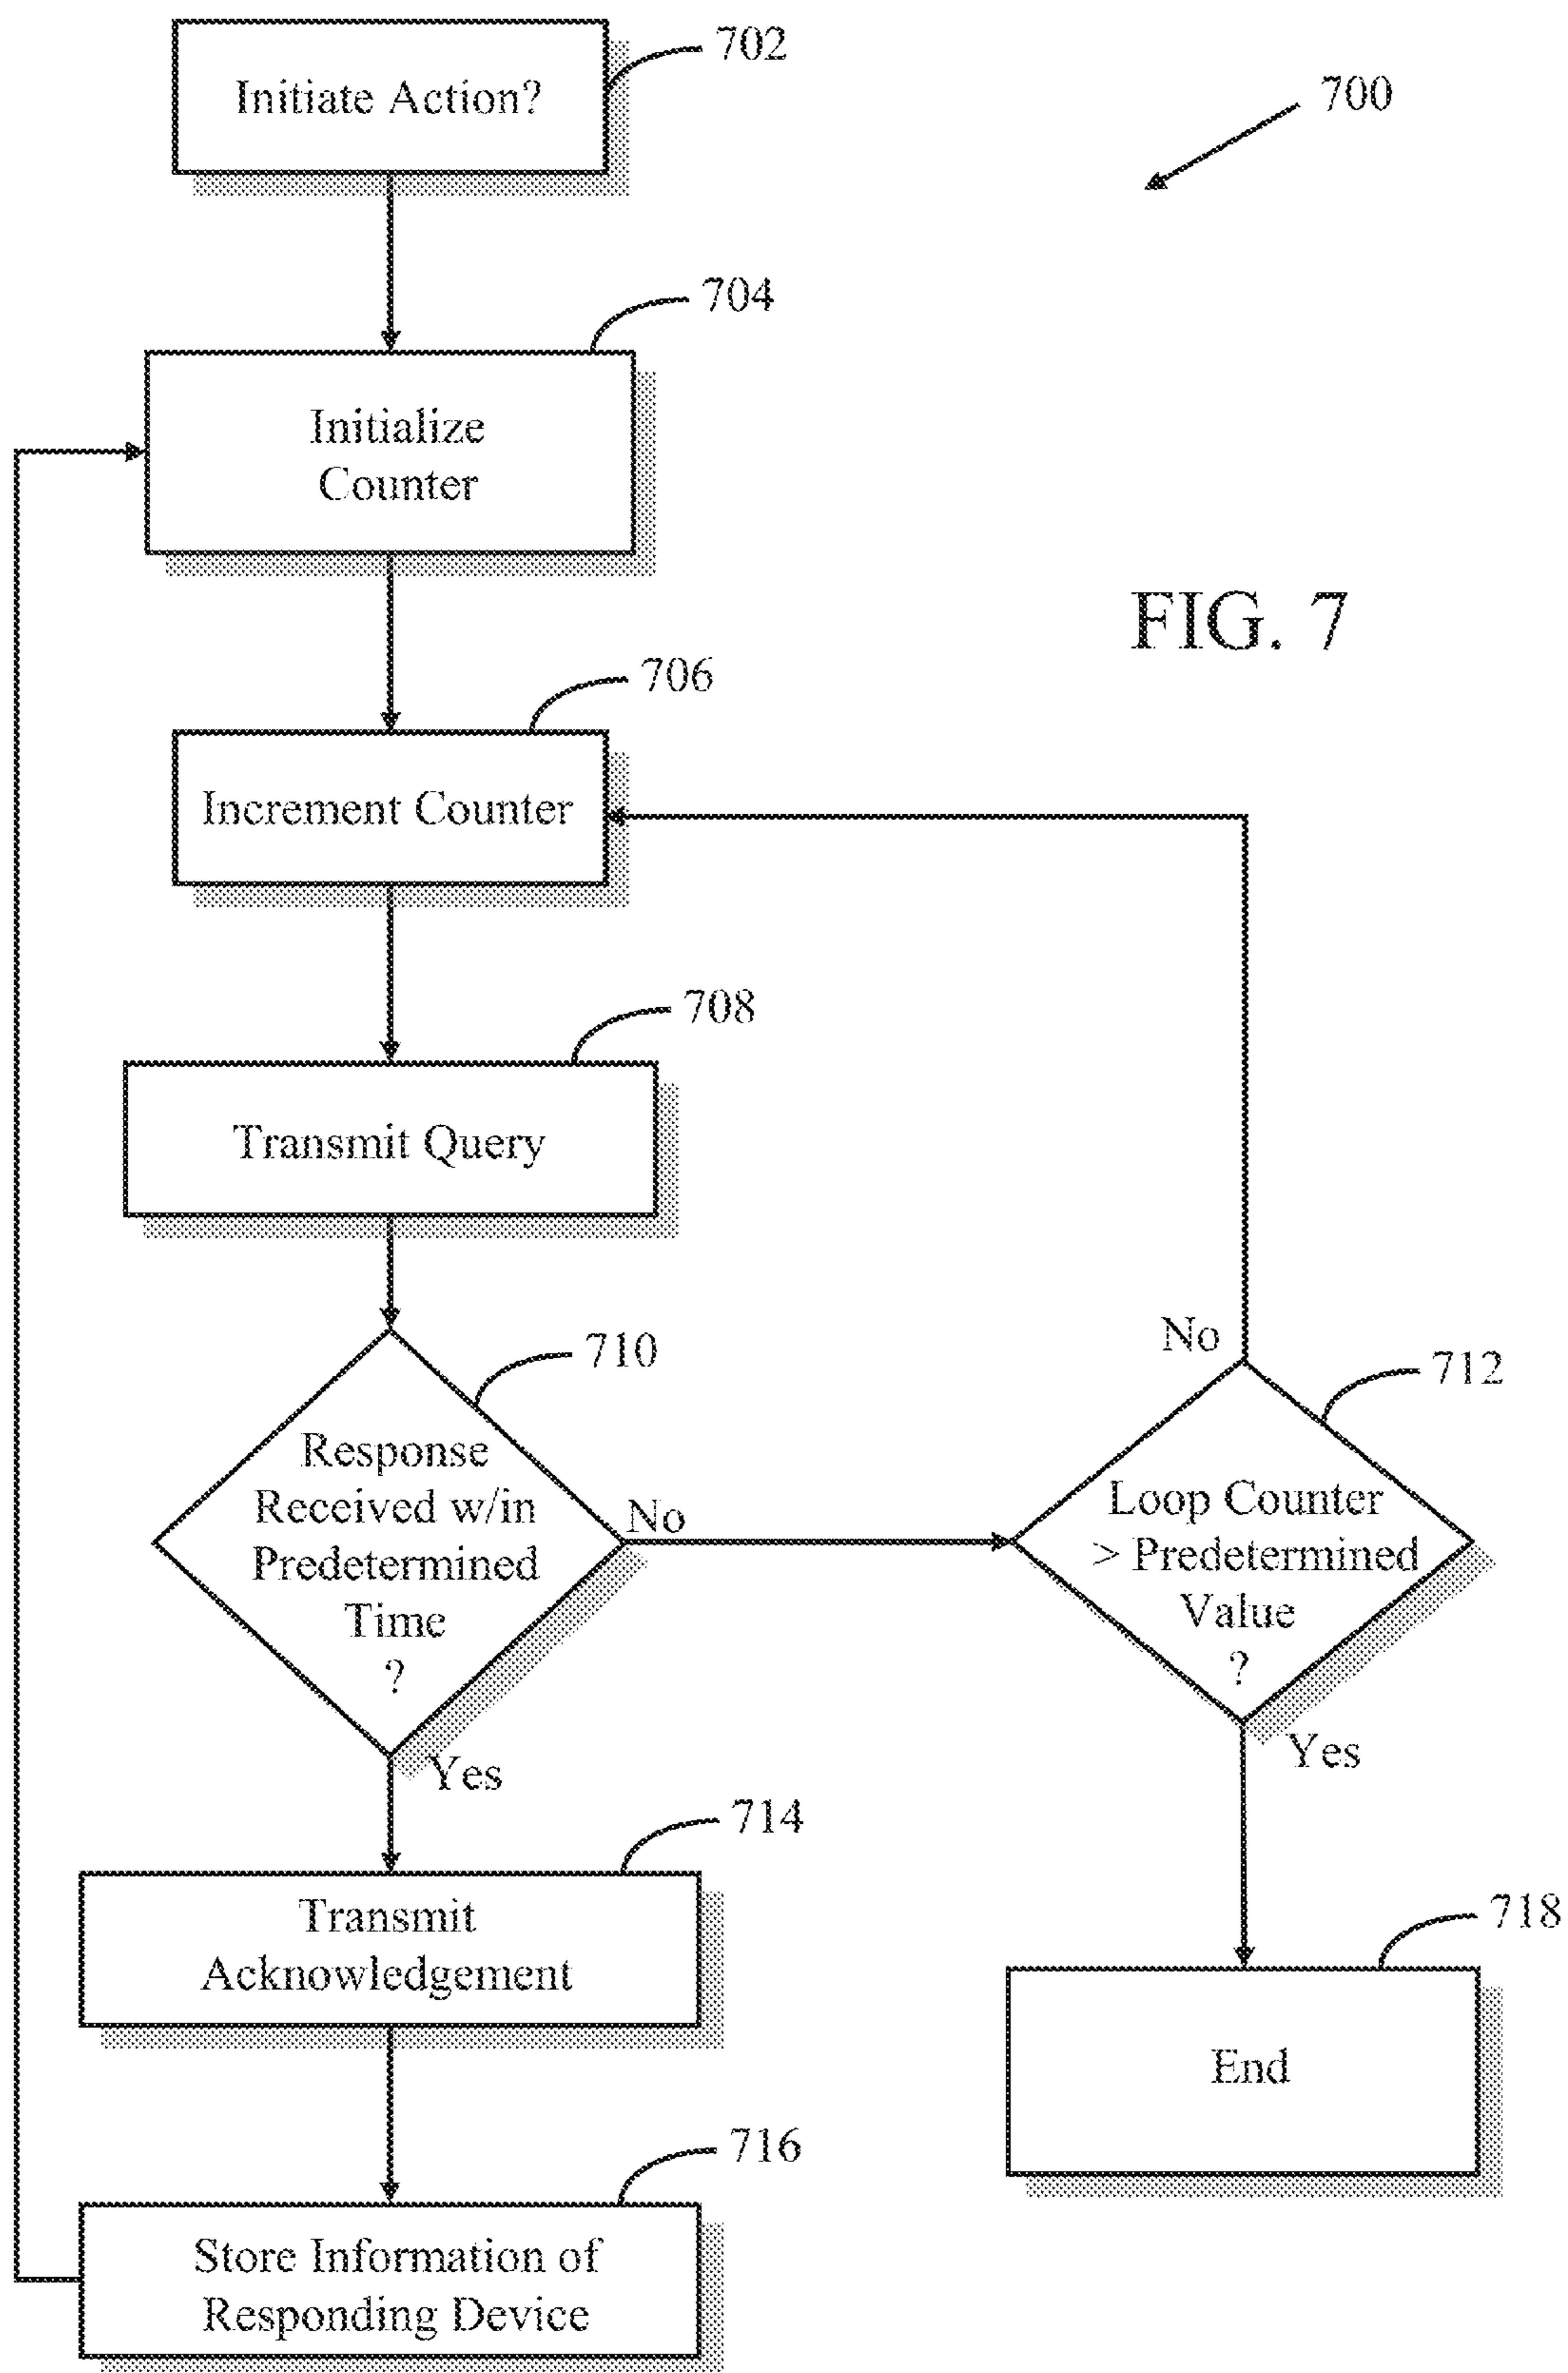 702
Initiate Action?
700
704
Initialize
Counter
FIG. 7
706
Increment Counter
708
Transmit Query
710
Response
Received w/in
Predetermined
Time
?
No
Yes
No
712
Loop Counter
> Predetermined
Value
?
Yes
714
Transmit
Acknowledgement
718
End
716
Store Information of
Responding Device